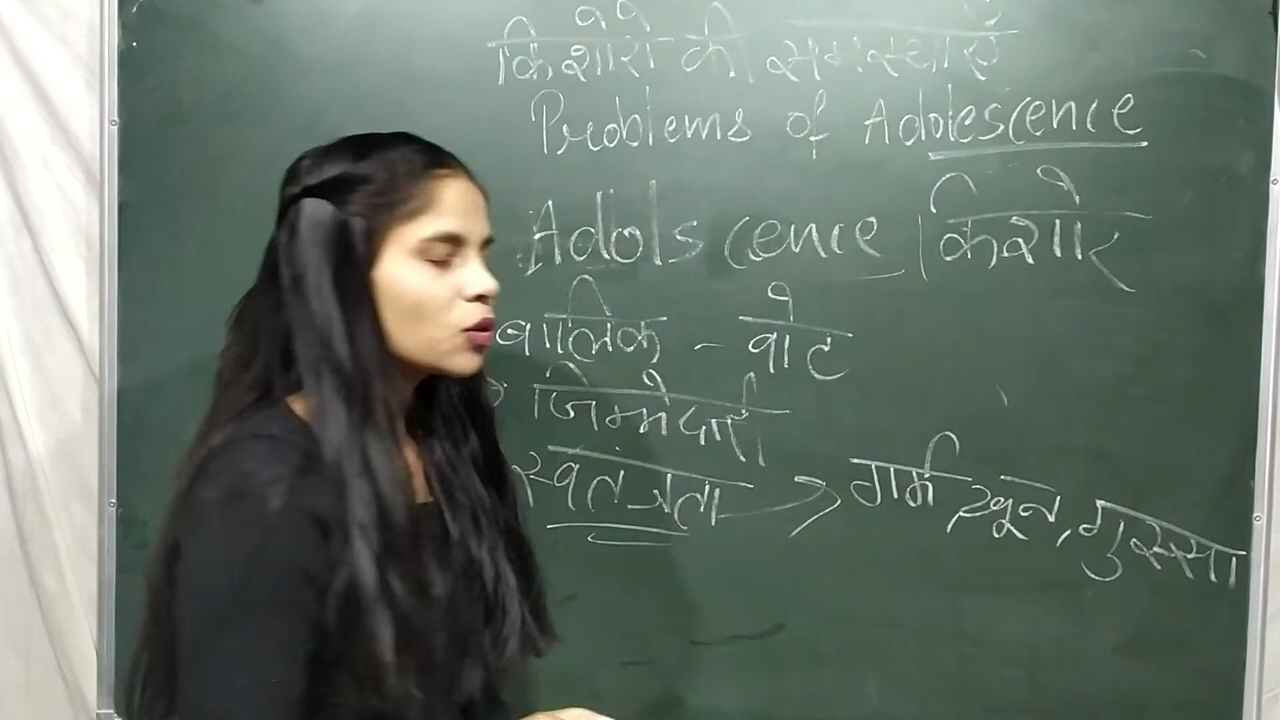 किशोरों की समस्याएँ
Problems of Adolescence
Adolscence | किशोर
बालिक - वोट
जिम्मेदारी
स्वतंत्रता → गर्म खून, गुस्सा